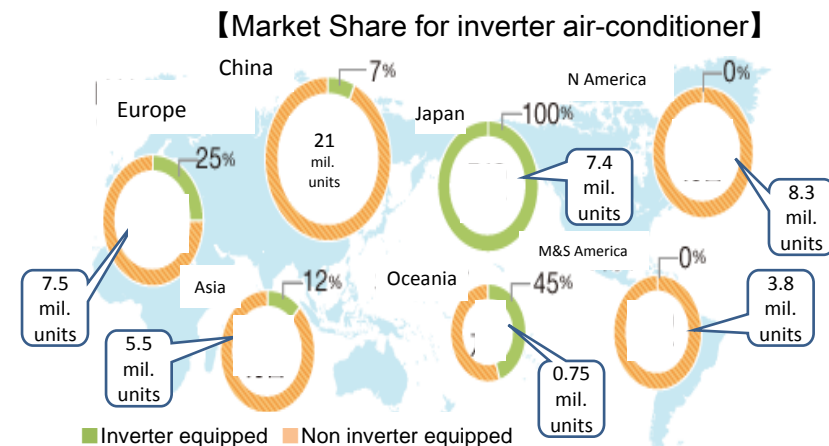 【Market Share for inverter air-conditioner】
China
7%
N America
0%
Europe
Japan
100%
25%
21
mil.
units
7.4
mil.
units
8.3
mil.
units
M&S America
0%
7.5
mil.
units
Asia
12%
Oceania
45%
3.8
mil.
units
5.5
mil.
units
0.75
mil.
units
Inverter equipped
Non inverter equipped